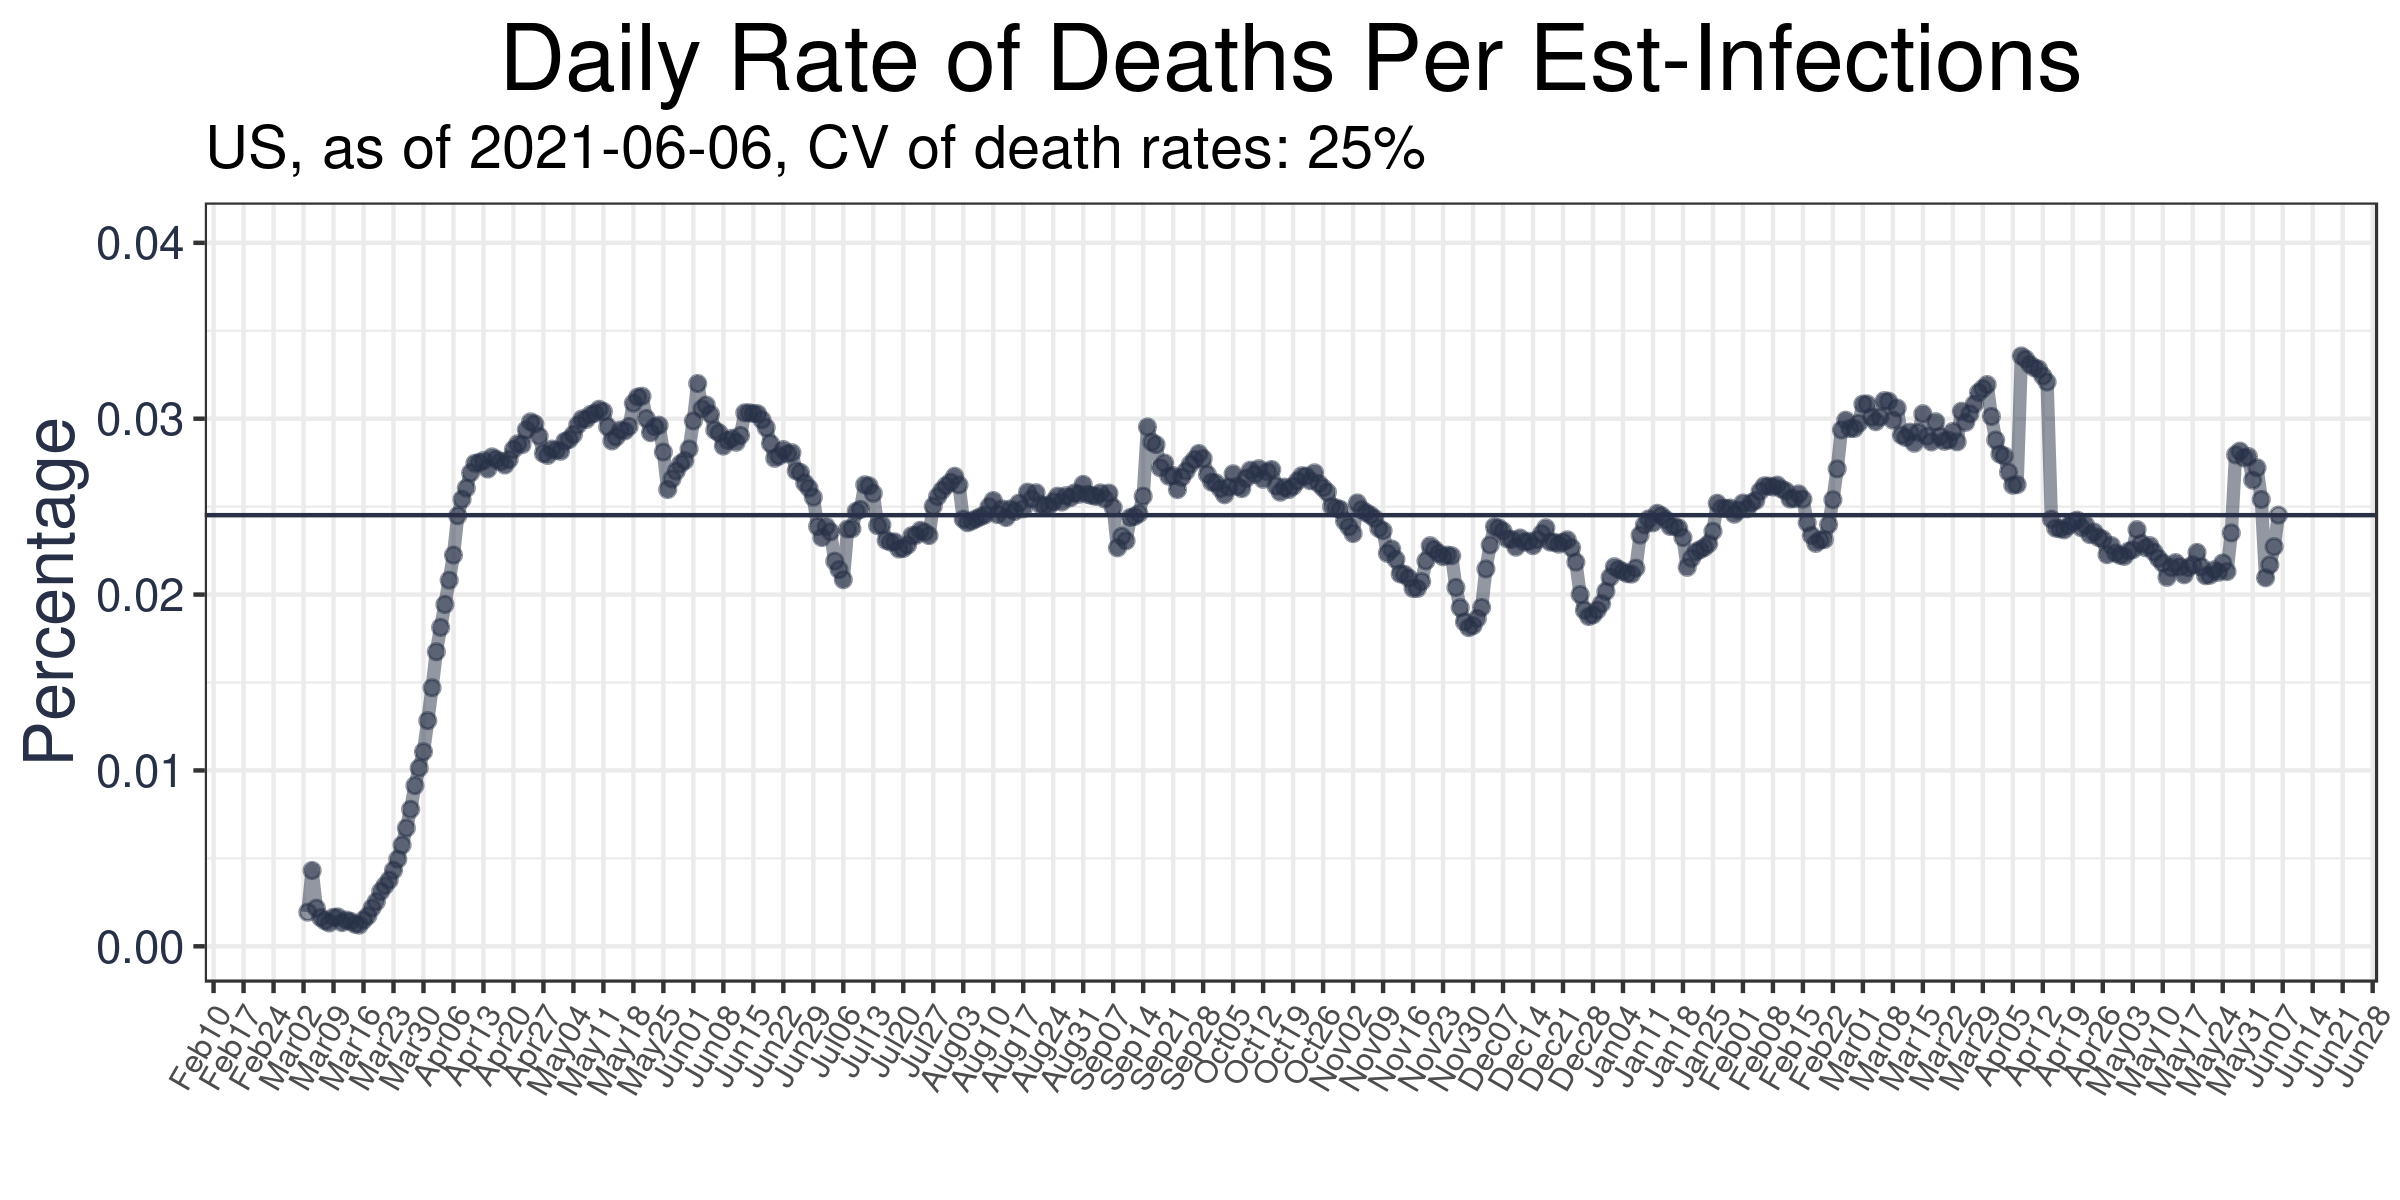 Daily Rate of Deaths Per Est-Infections
US, as of 2021-06-06, CV of death rates: 25%
Percentage
0.04
0.03
0.02
0.01
0.00
Feb10 Feb17 Feb24 Mar02 Mar09 Mar16 Mar23 Mar30 Apr06 Apr13 Apr20 Apr27 May04 May11 May18 May25 Jun01 Jun08 Jun15 Jun22 Jun29 Jul06 Jul13 Jul20 Jul27 Aug03 Aug10 Aug17 Aug24 Aug31 Sep07 Sep14 Sep21 Sep28 Oct05 Oct12 Oct19 Oct26 Nov02 Nov09 Nov16 Nov23 Nov30 Dec07 Dec14 Dec21 Dec28 Jan04 Jan11 Jan18 Jan25 Feb01 Feb08 Feb15 Feb22 Mar01 Mar08 Mar15 Mar22 Mar29 Apr05 Apr12 Apr19 Apr26 May03 May10 May17 May24 May31 Jun07 Jun14 Jun21 Jun28